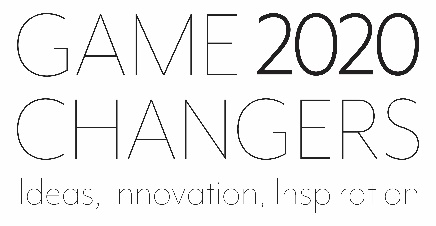 GAME 2020
CHANGERS
Ideas, Innovation, Inspiration